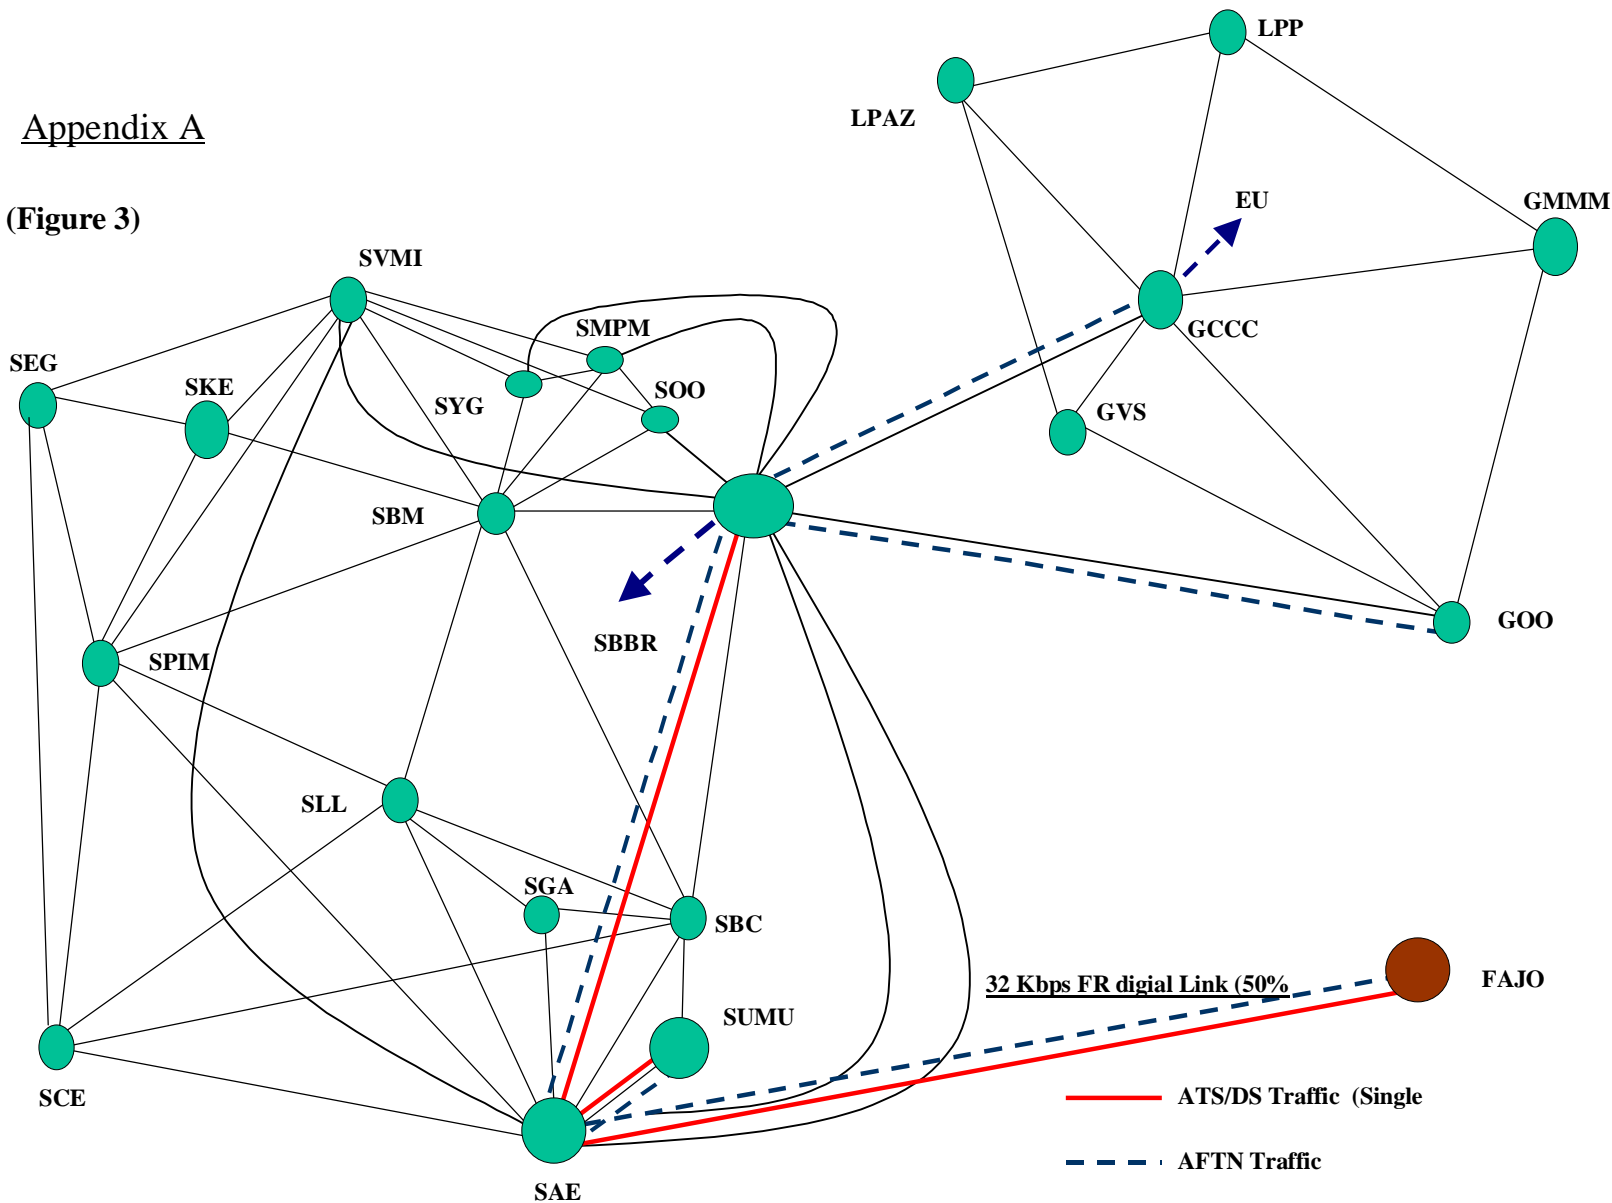 LPP
LPAZ
Appendix A
EU
GMMM
(Figure 3)
SVMI
GCCC
SMPM
SEG
SKE
SOO
SYG
GVS
SBM
SBBR
GOO
SPIM
SLL
SGA
SBC
32 Kbps FR digial Link (50%
FAJO
SUMU
SCE
ATS/DS Traffic (Single
AFTN Traffic
SAE